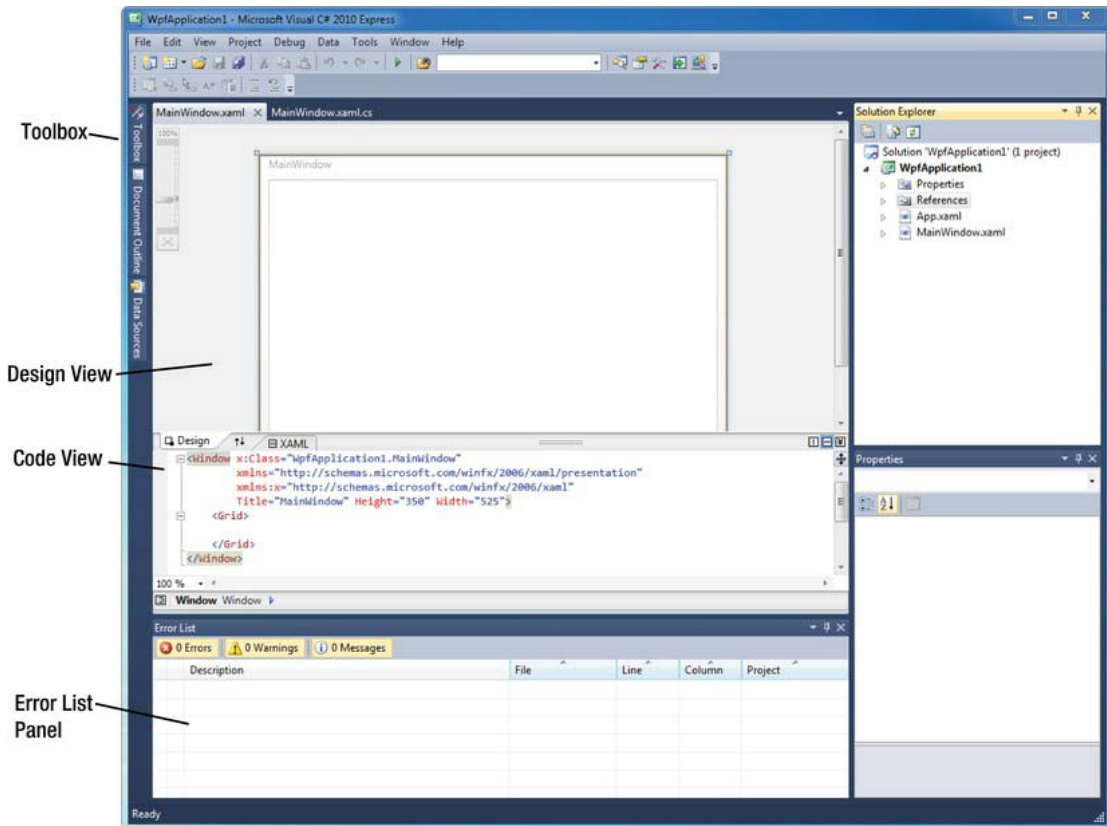 WpfApplication1 - Microsoft Visual C# 2010 Express
File Edit View Project Debug Data Tools Window Help
Toolbox
Design View
Code View
Error List
Panel
Toolbox
Document Outline
Data Sources
MainWindow.xaml MainWindow.xaml.cs
100%
MainWindow
Design XAML
<Window x:Class="WpfApplication1.MainWindow"
xmlns="http://schemas.microsoft.com/winfx/2006/xaml/presentation"
xmlns:x="http://schemas.microsoft.com/winfx/2006/xaml"
Title="MainWindow" Height="350" Width="525">
<Grid>
</Grid>
</Window>
100 %
Window Window
Error List
0 Errors 0 Warnings 0 Messages
Description File Line Column Project
Solution Explorer
Solution 'WpfApplication1' (1 project)
WpfApplication1
Properties
References
App.xaml
MainWindow.xaml
Properties
Ready